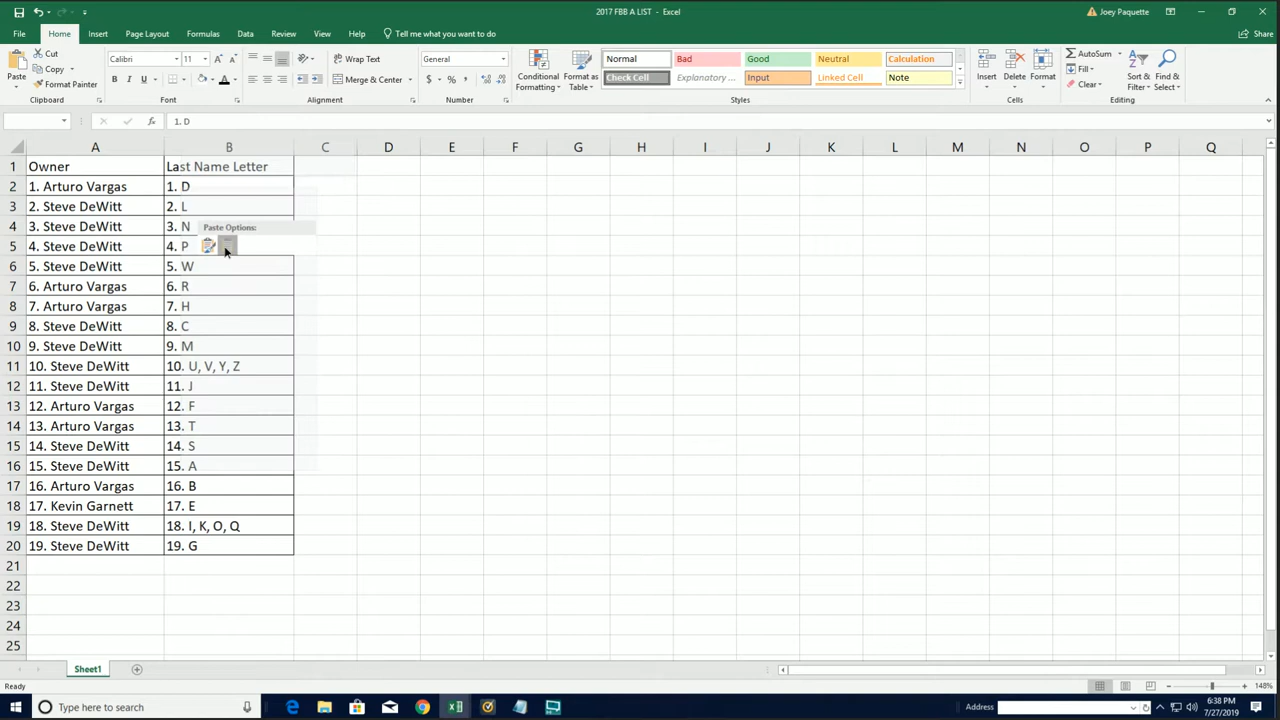 2017 FBB A LIST - Excel
Joey Paquette
File Home Insert Page Layout Formulas Data Review View Help Tell me what you want to do Share
Paste
Cut
Copy
Format Painter
Calibri 11
B I U
Wrap Text
Merge & Center
General
$ % ,
Conditional Formatting
Format as Table
Normal Bad Good Neutral Calculation
Check Cell Explanatory ... Input Linked Cell Note
Insert Delete Format
AutoSum
Fill
Clear
Sort & Filter
Find & Select
Clipboard Font Alignment Number Styles Cells Editing
fx 1. D
A B C D E F G H I J K L M N O P Q
1 Owner Last Name Letter
2 1. Arturo Vargas 1. D
3 2. Steve DeWitt 2. L
4 3. Steve DeWitt 3. N Paste Options:
5 4. Steve DeWitt 4. P
6 5. Steve DeWitt 5. W
7 6. Arturo Vargas 6. R
8 7. Arturo Vargas 7. H
9 8. Steve DeWitt 8. C
10 9. Steve DeWitt 9. M
11 10. Steve DeWitt 10. U, V, Y, Z
12 11. Steve DeWitt 11. J
13 12. Arturo Vargas 12. F
14 13. Arturo Vargas 13. T
15 14. Steve DeWitt 14. S
16 15. Steve DeWitt 15. A
17 16. Arturo Vargas 16. B
18 17. Kevin Garnett 17. E
19 18. Steve DeWitt 18. I, K, O, Q
20 19. Steve DeWitt 19. G
21
22
23
24
25
Sheet1
Ready 148%
Type here to search Address 6:38 PM
7/27/2019